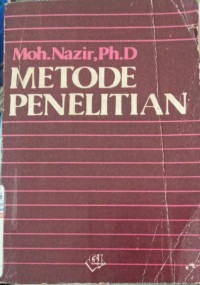 Moh. Nazir, Ph.D
METODE
PENELITIAN